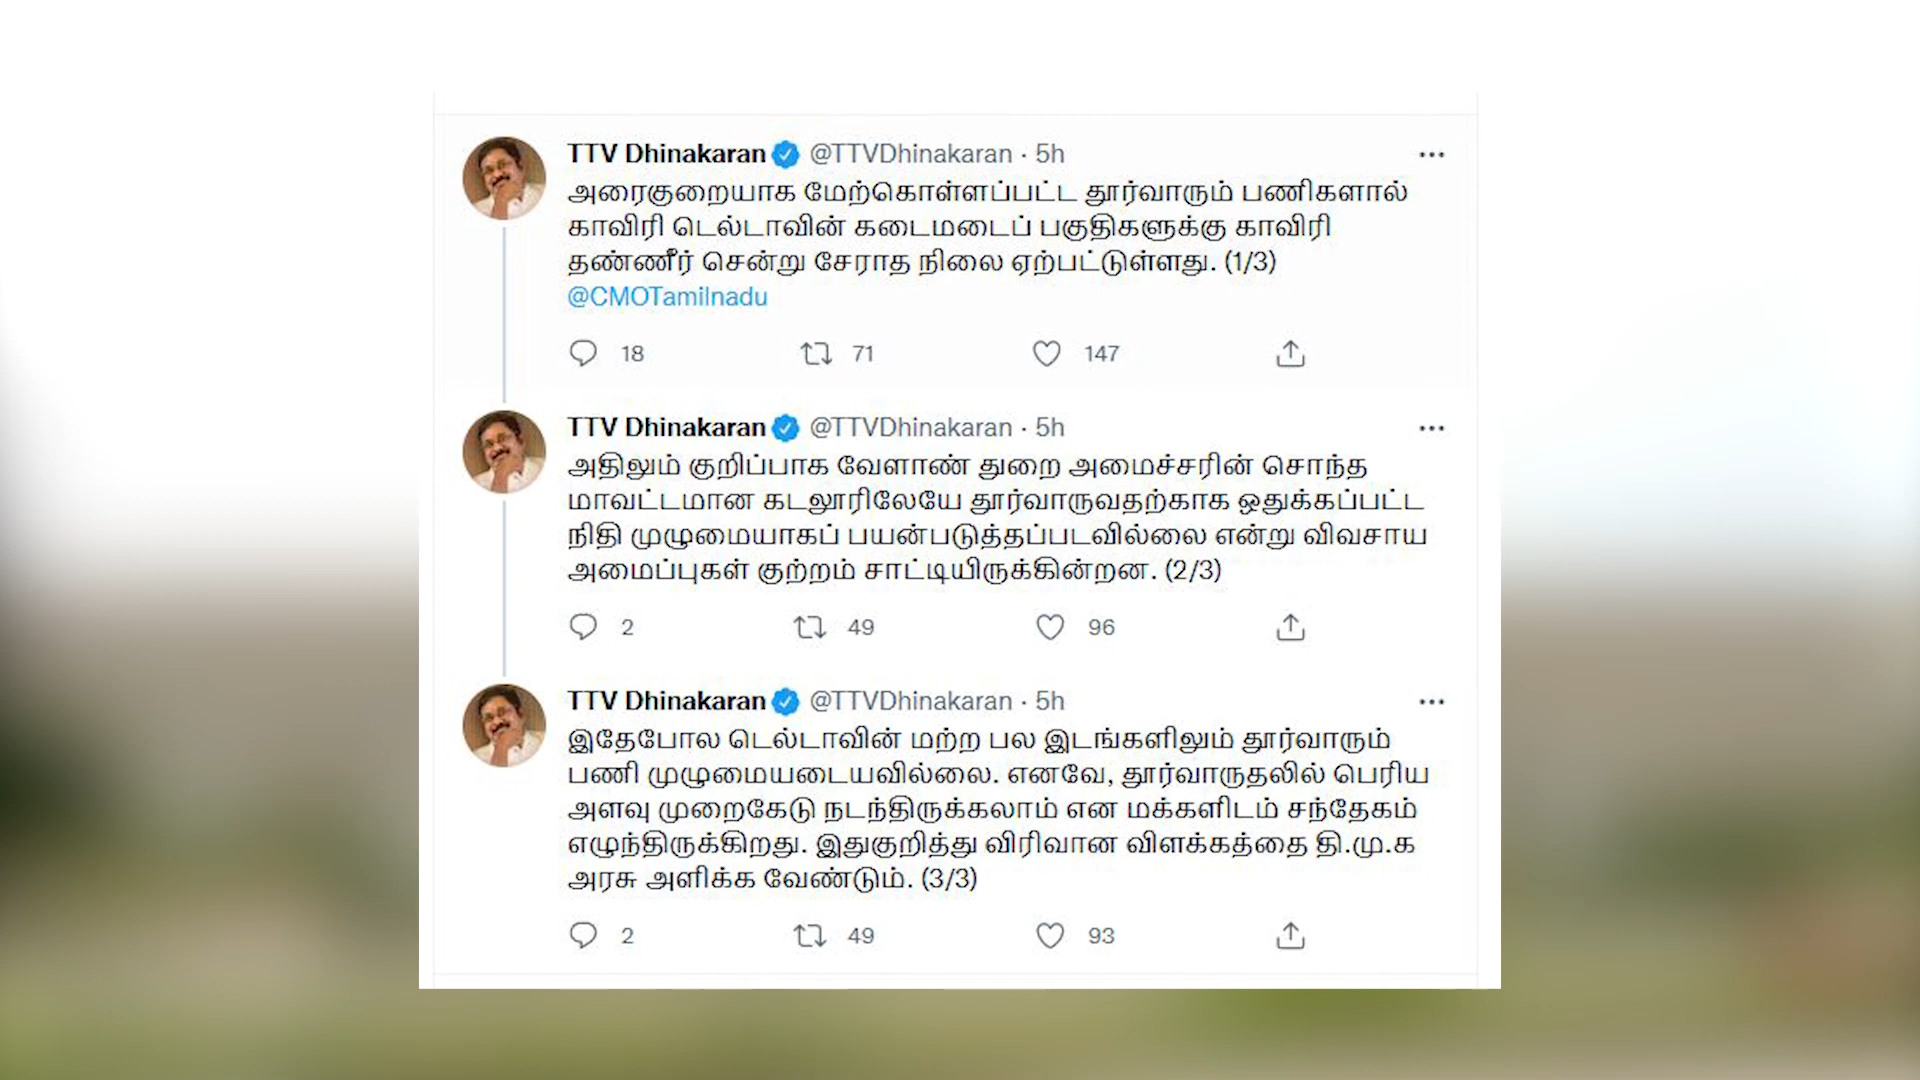 TTV Dhinakaran @TTVDhinakaran · 5h
அரைகுறையாக மேற்கொள்ளப்பட்ட தூர்வாரும் பணிகளால்
காவிரி டெல்டாவின் கடைமடைப் பகுதிகளுக்கு காவிரி
தண்ணீர் சென்று சேராத நிலை ஏற்பட்டுள்ளது. (1/3)
@CMOTamilnadu
18 71 147
TTV Dhinakaran @TTVDhinakaran · 5h
அதிலும் குறிப்பாக வேளாண் துறை அமைச்சரின் சொந்த
மாவட்டமான கடலூரிலேயே தூர்வாருவதற்காக ஒதுக்கப்பட்ட
நிதி முழுமையாகப் பயன்படுத்தப்படவில்லை என்று விவசாய
அமைப்புகள் குற்றம் சாட்டியிருக்கின்றன. (2/3)
2 49 96
TTV Dhinakaran @TTVDhinakaran · 5h
இதேபோல டெல்டாவின் மற்ற பல இடங்களிலும் தூர்வாரும்
பணி முழுமையடையவில்லை. எனவே, தூர்வாருதலில் பெரிய
அளவு முறைகேடு நடந்திருக்கலாம் என மக்களிடம் சந்தேகம்
எழுந்திருக்கிறது. இதுகுறித்து விரிவான விளக்கத்தை தி.மு.க
அரசு அளிக்க வேண்டும். (3/3)
2 49 93